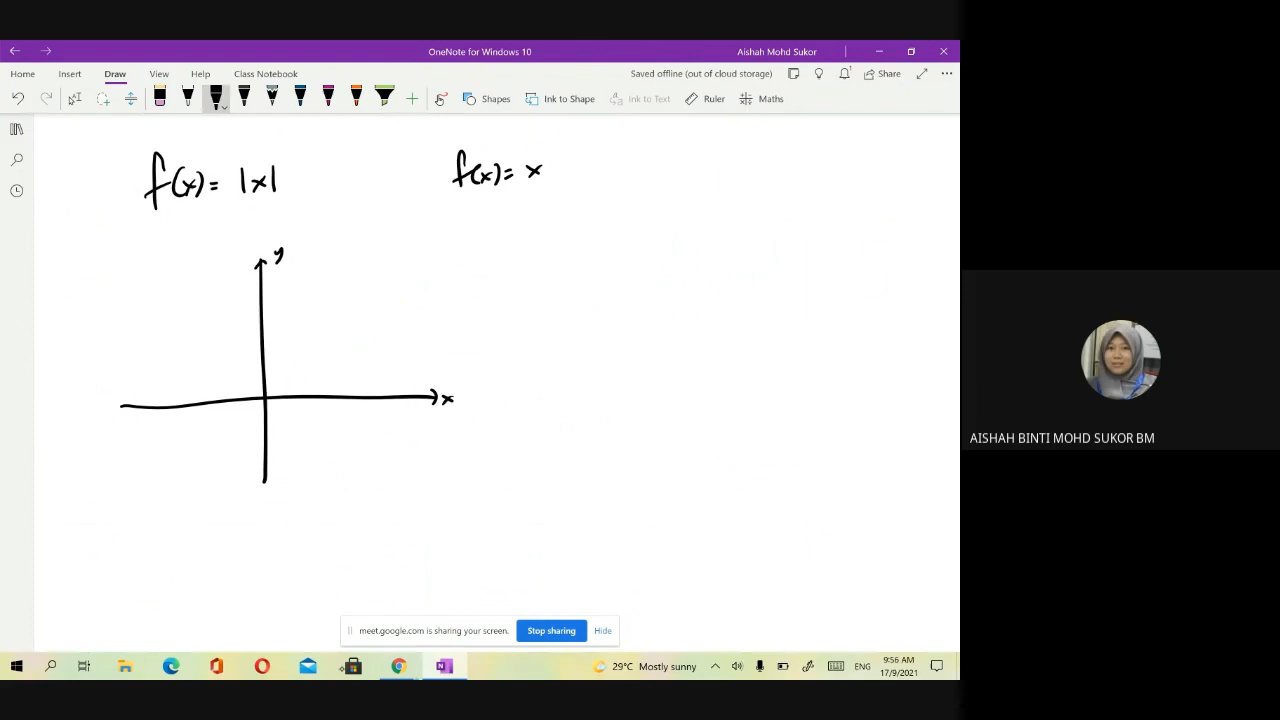 OneNote for Windows 10
Aishah Mohd Sukor
Home Insert Draw View Help Class Notebook
Saved offline (out of cloud storage)
Share
Shapes Ink to Shape Ink to Text Ruler Maths
f(x) = |x|
f(x) = x
y
x
AISHAH BINTI MOHD SUKOR BM
meet.google.com is sharing your screen. Stop sharing Hide
29°C Mostly sunny
ENG
9:56 AM
17/9/2021